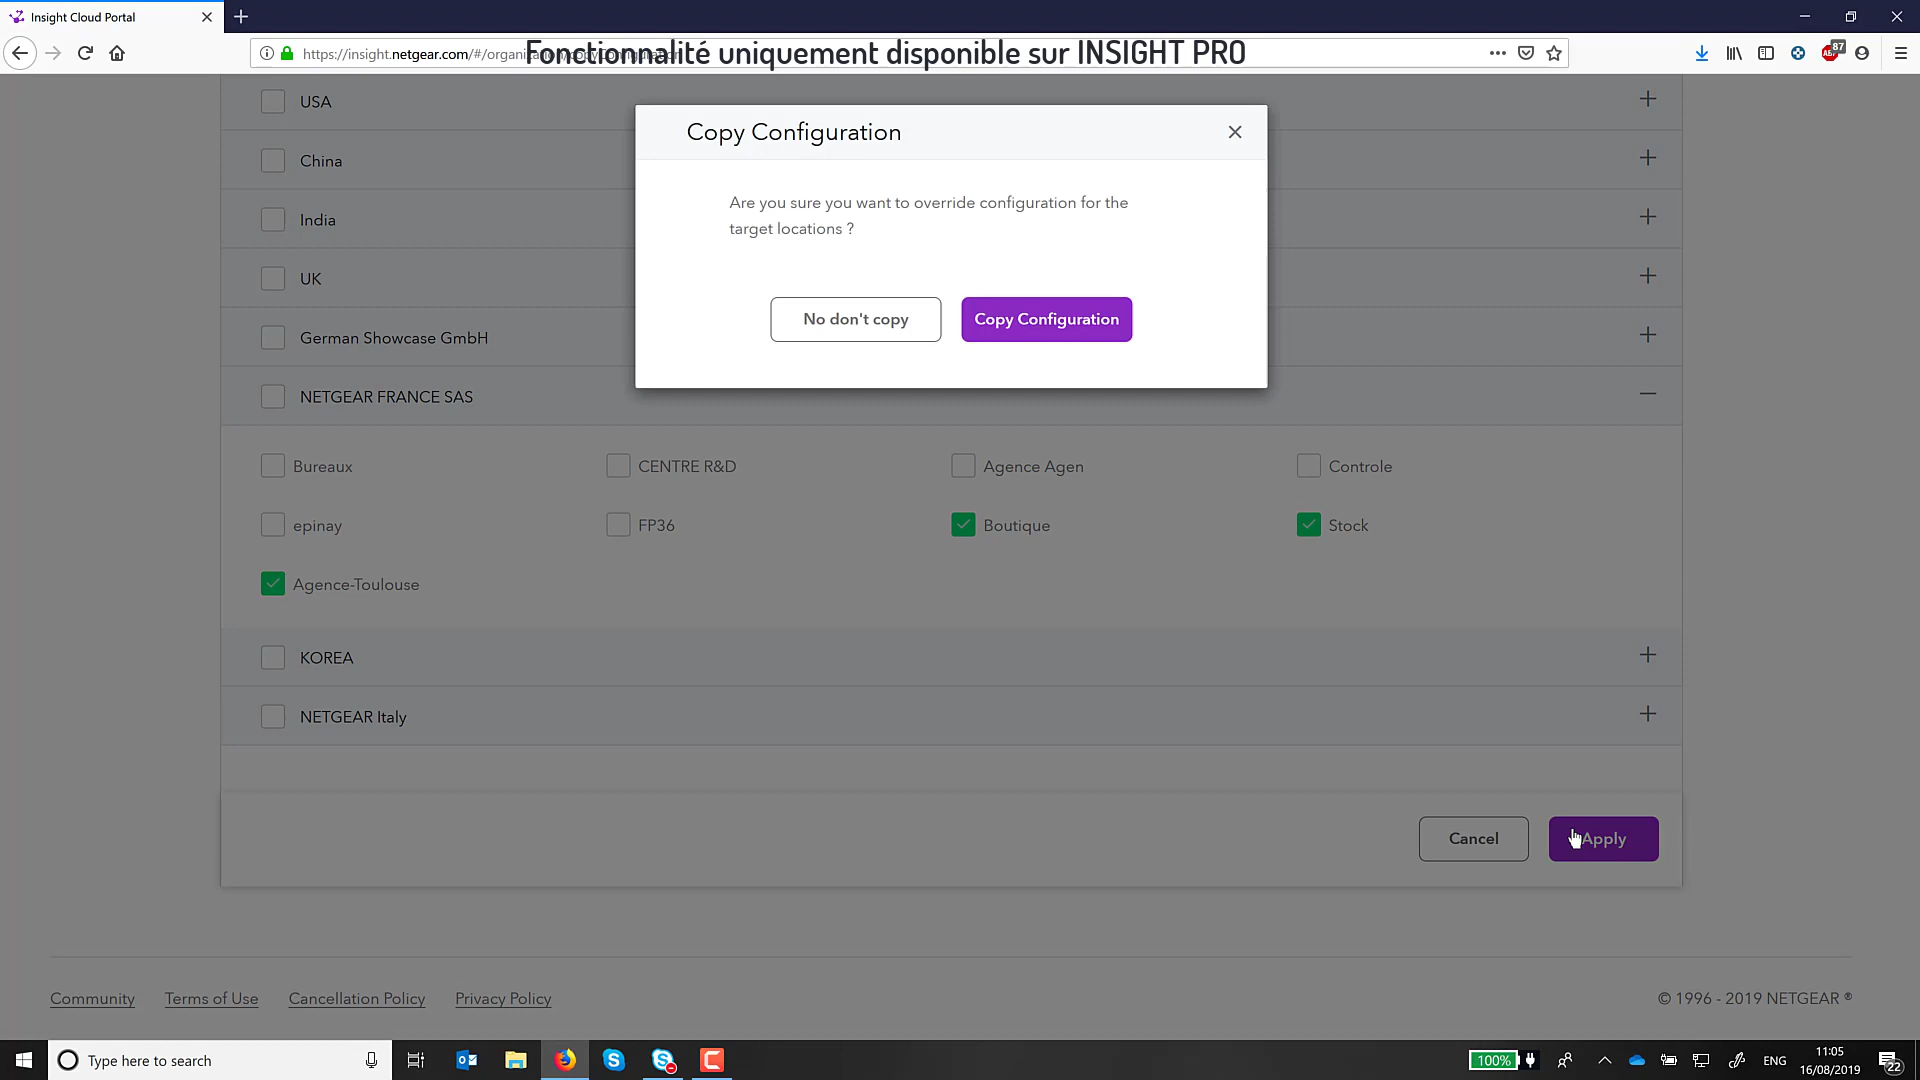 Insight Cloud Portal
https://insight.netgear.com/#/organi
Fonctionnalité uniquement disponible sur INSIGHT PRO
87
USA
China
India
UK
German Showcase GmbH
NETGEAR FRANCE SAS
Copy Configuration
Are you sure you want to override configuration for the
target locations ?
No don't copy
Copy Configuration
Bureaux
CENTRE R&D
Agence Agen
Controle
epinay
FP36
Boutique
Stock
Agence-Toulouse
KOREA
NETGEAR Italy
Cancel
Apply
Community
Terms of Use
Cancellation Policy
Privacy Policy
© 1996 - 2019 NETGEAR ®
Type here to search
100%
ENG
11:05
16/08/2019
22